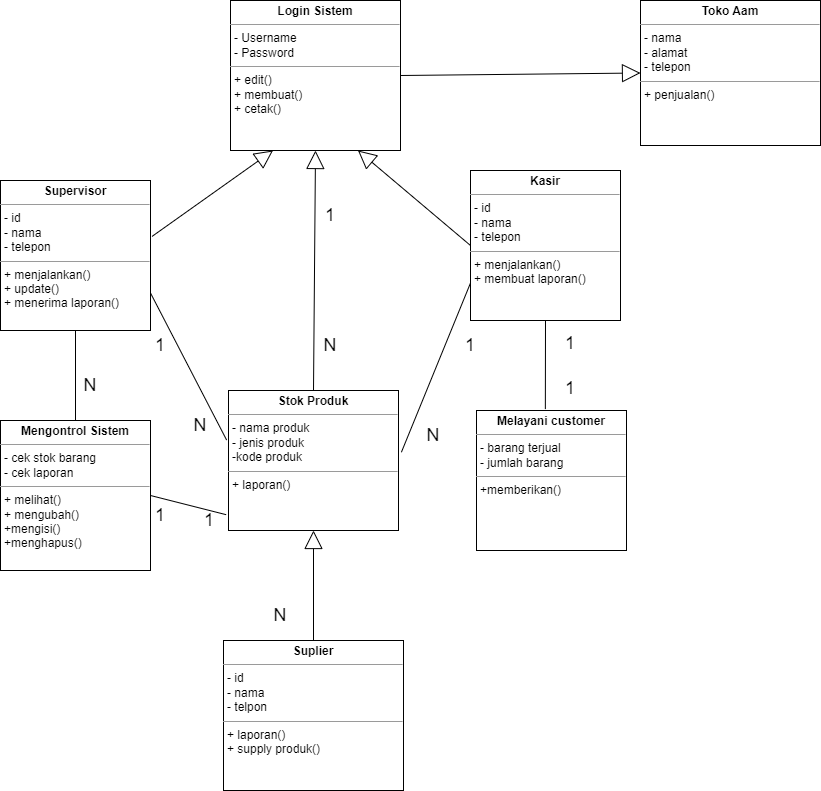 Login Sistem
- Username
- Password
+ edit()
+ membuat()
+ cetak()
Toko Aam
- nama
- alamat
- telepon
+ penjualan()
Supervisor
- id
- nama
- telepon
+ menjalankan()
+ update()
+ menerima laporan()
1
Kasir
- id
- nama
- telepon
+ menjalankan()
+ membuat laporan()
1
N
1
1
N
1
N
N
Mengontrol Sistem
- cek stok barang
- cek laporan
+ melihat()
+ mengubah()
+mengisi()
+menghapus()
Stok Produk
- nama produk
- jenis produk
-kode produk
+ laporan()
1
Melayani customer
- barang terjual
- jumlah barang
+memberikan()
1
1
N
Suplier
- id
- nama
- telpon
+ laporan()
+ supply produk()